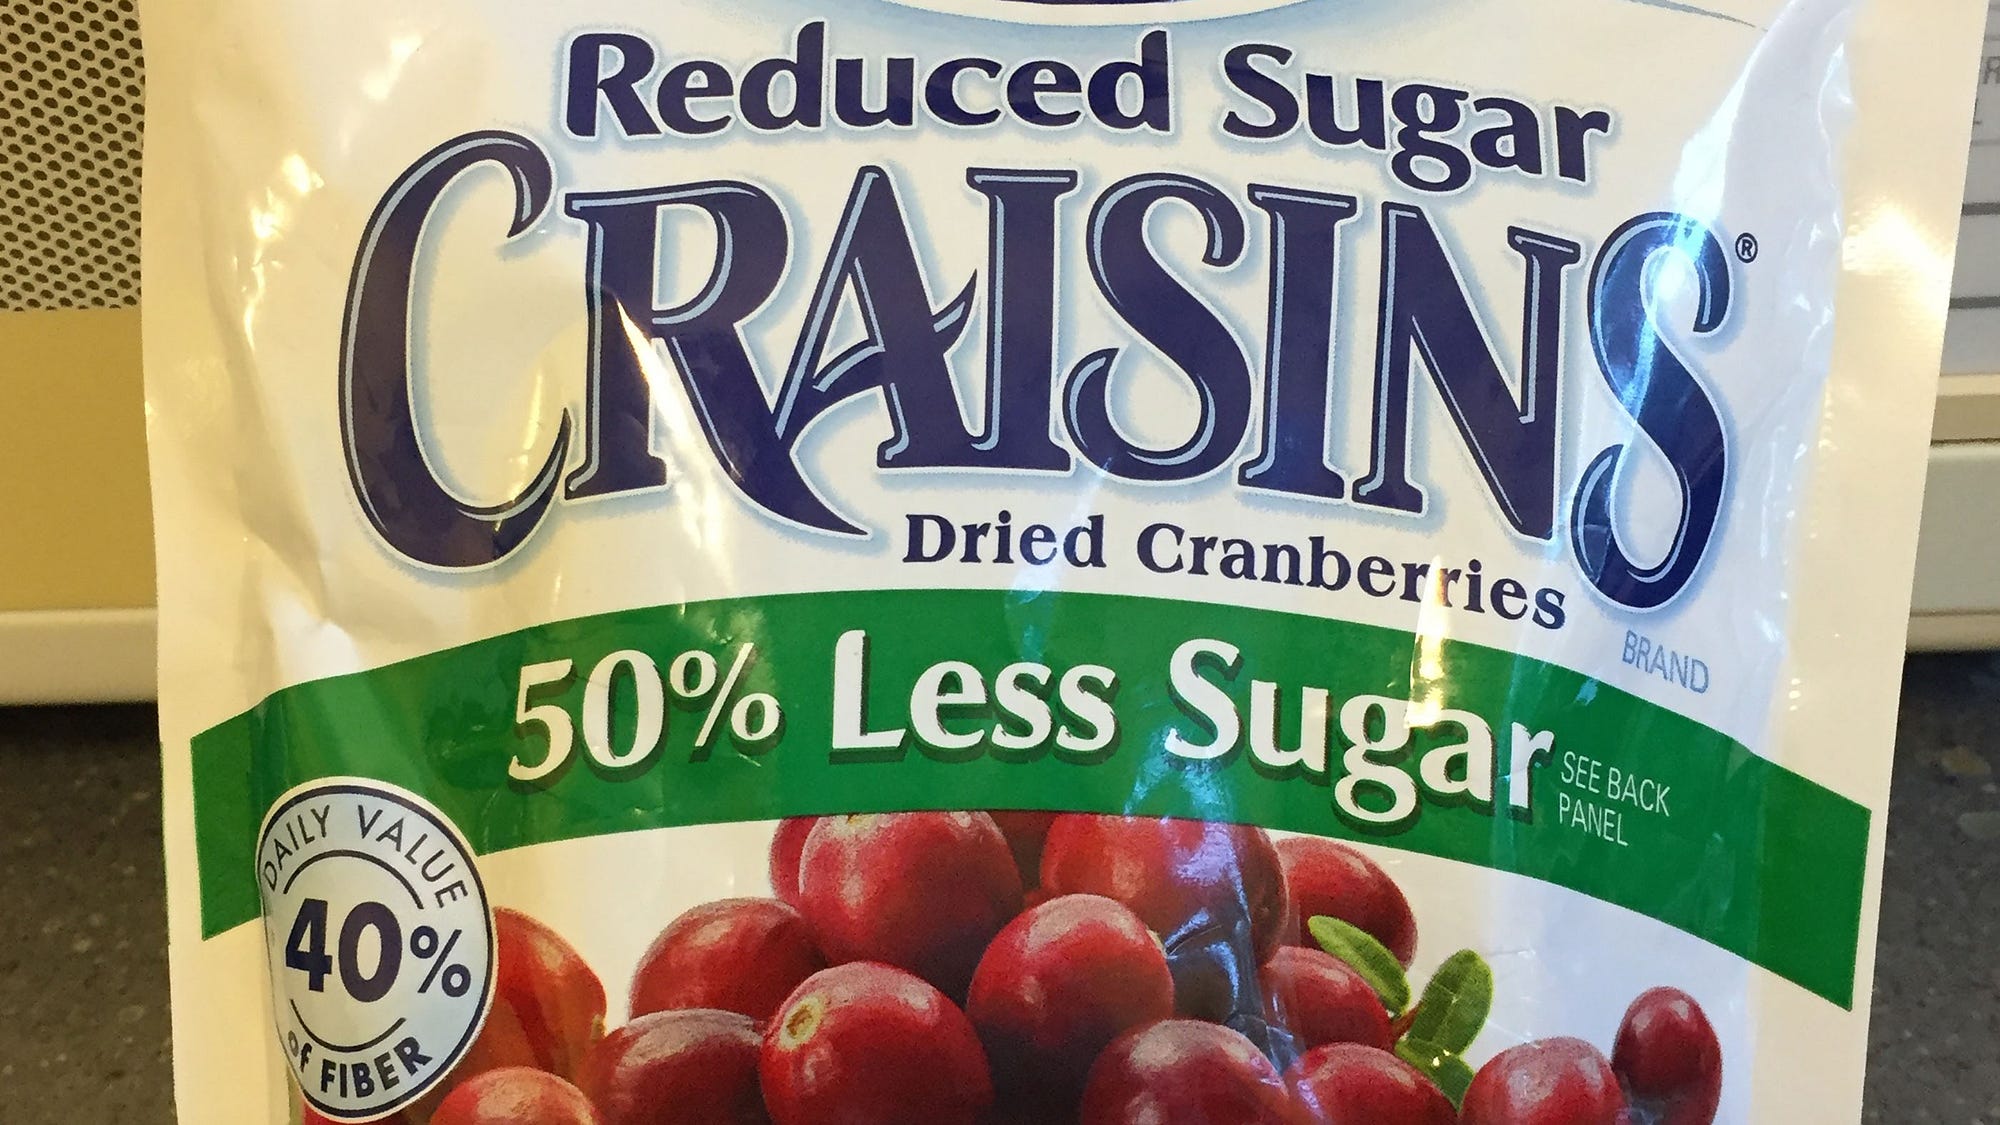 Reduced Sugar
CRAISINS®
Dried Cranberries
BRAND
50% Less Sugar
SEE BACK
PANEL
DAILY VALUE
40%
of FIBER